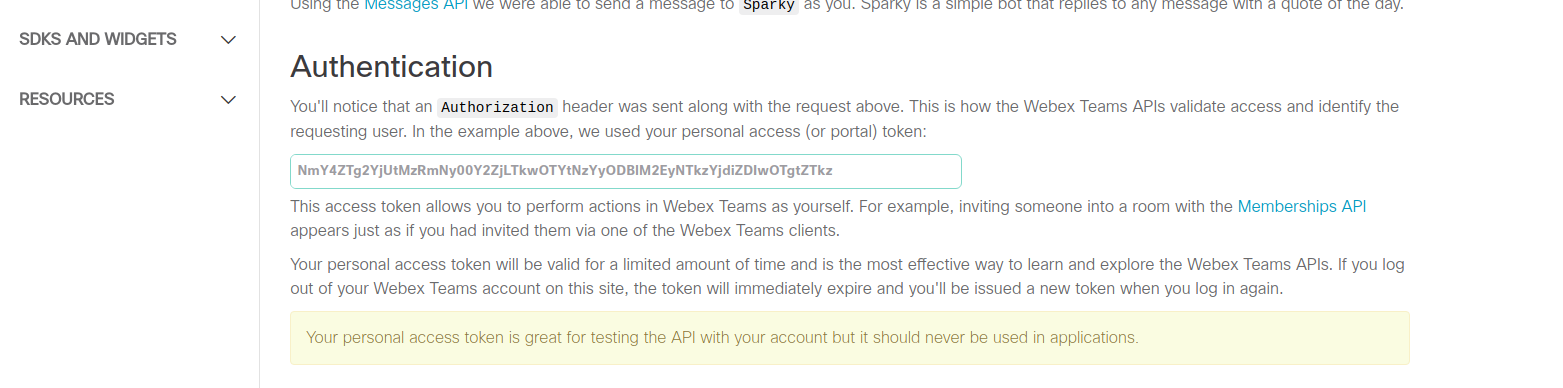 Using the Messages API we were able to send a message to Sparky as you. Sparky is a simple bot that replies to any message with a quote of the day.
SDKS AND WIDGETS
RESOURCES
Authentication
You'll notice that an Authorization header was sent along with the request above. This is how the Webex Teams APIs validate access and identify the
requesting user. In the example above, we used your personal access (or portal) token:
NmY4ZTg2YjUtMzRmNy00Y2ZjLTkwOTYtNzYyODBlM2EyNTkzYjdiZDIwOTgtZTkz
This access token allows you to perform actions in Webex Teams as yourself. For example, inviting someone into a room with the Memberships API
appears just as if you had invited them via one of the Webex Teams clients.
Your personal access token will be valid for a limited amount of time and is the most effective way to learn and explore the Webex Teams APIs. If you log
out of your Webex Teams account on this site, the token will immediately expire and you'll be issued a new token when you log in again.
Your personal access token is great for testing the API with your account but it should never be used in applications.